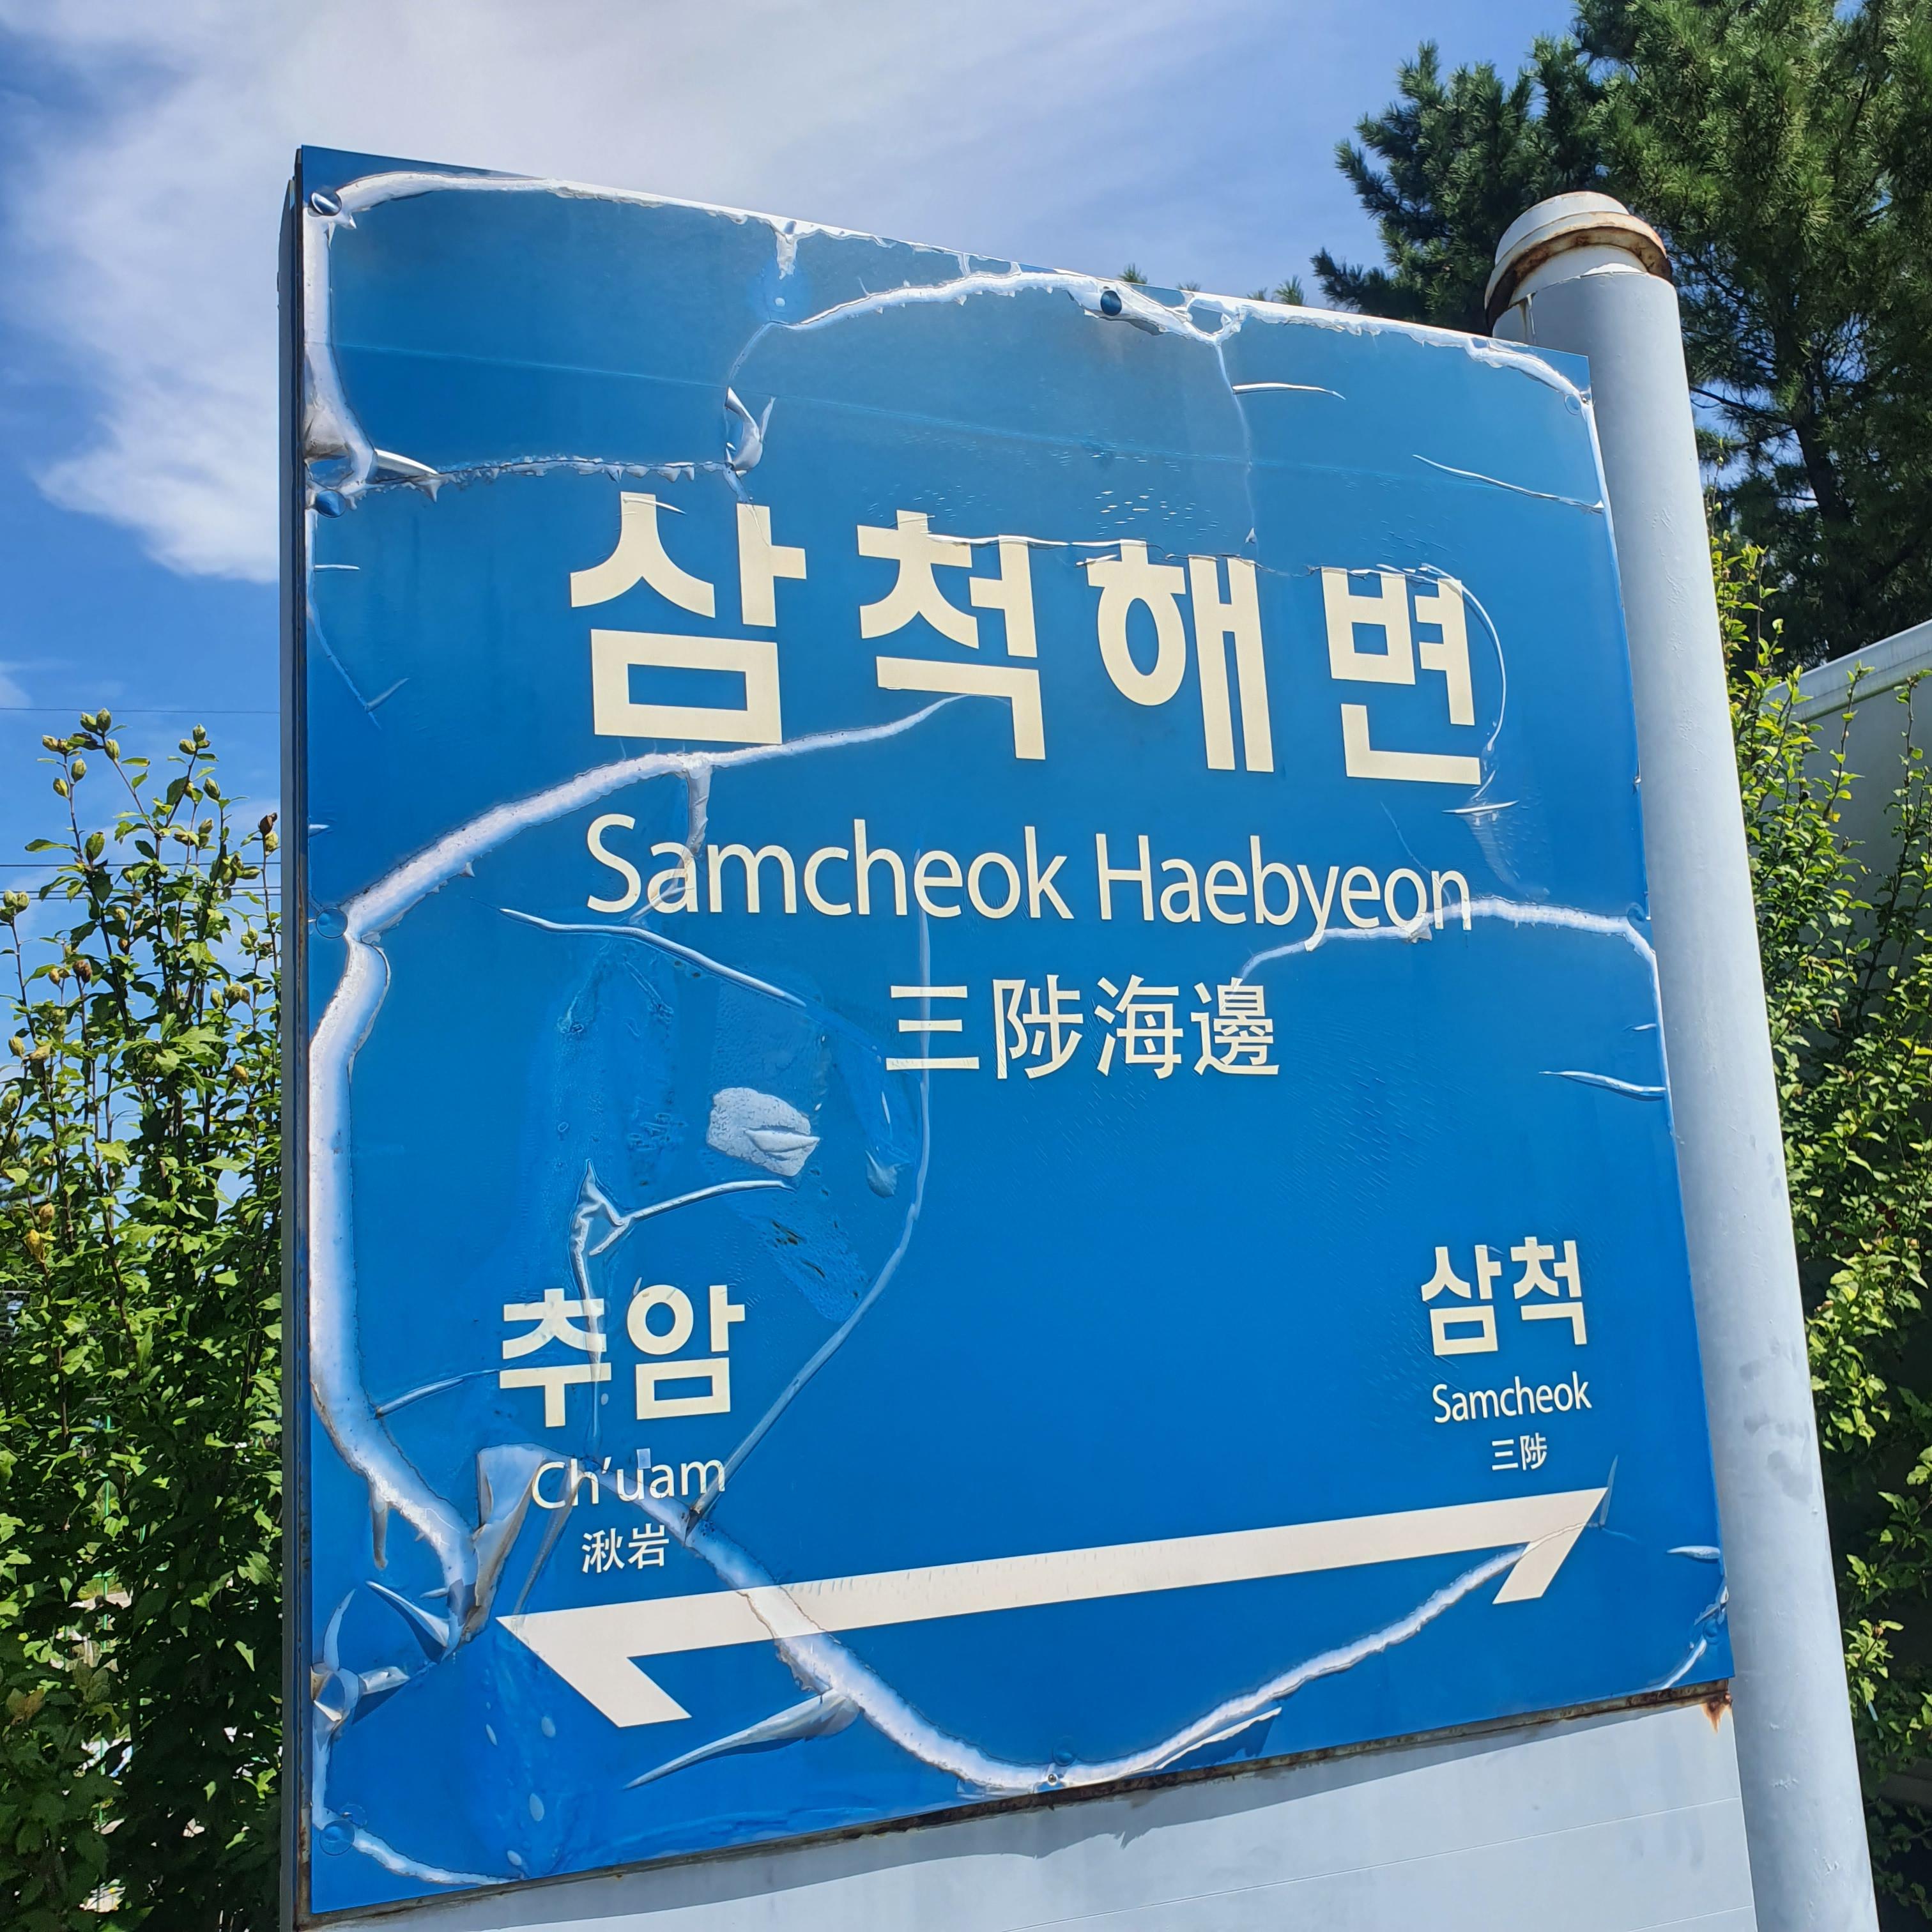 삼척해변
Samcheok Haebyeon
三陟海邊
추암
Ch'uam
湫岩
삼척
Samcheok
三陟